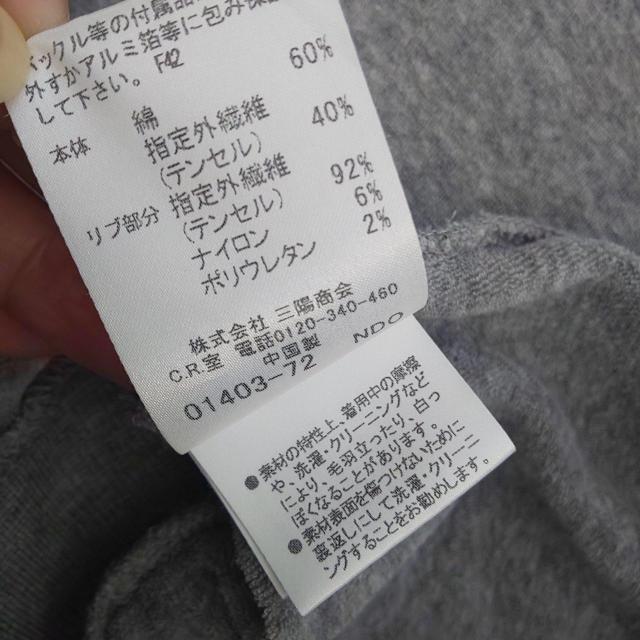 ックル等の付属品
外すかアルミ箔等に包み保
して下さい。 F42
本体 綿 60%
指定外繊維 40%
(テンセル)
リブ部分 指定外繊維 92%
(テンセル) 6%
ナイロン 2%
ポリウレタン
株式会社 三陽商会
C.R.室 電話0120-340-460
中国製 NDO
01403-72
●素材の特性上、着用中の摩擦
や、洗濯、クリーニングなど
により、毛羽立ったり、白っ
ぽくなることがあります。
●素材表面を傷つけないために
裏返しにして洗濯、クリーニ
ングすることをお勧めします。